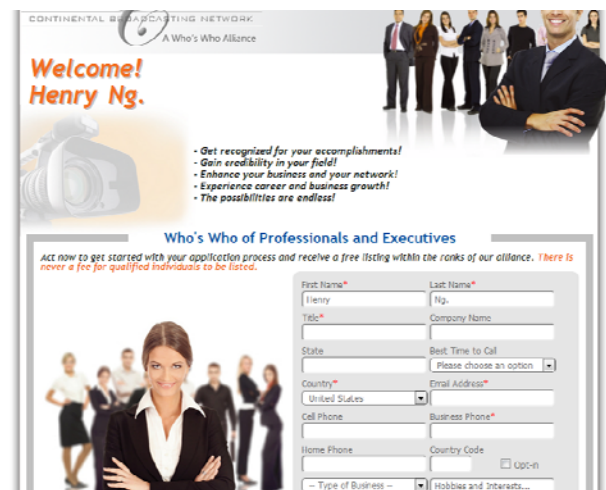 CONTINENTAL BROADCASTING NETWORK
A Who's Who Alliance
Welcome!
Henry Ng.
- Get recognized for your accomplishments!
- Gain credibility in your field!
- Enhance your business and your network!
- Experience career and business growth!
- The possibilities are endless!
Who's Who of Professionals and Executives
Act now to get started with your application process and receive a free listing within the ranks of our alliance. There is
never a fee for qualified individuals to be listed.
First Name* Last Name*
Henry Ng.
Title* Company Name
State Best Time to Call
Please choose an option
Country* Email Address*
United States
Cell Phone Business Phone*
Home Phone Country Code
Opt-in
-- Type of Business -- Hobbies and Interests...